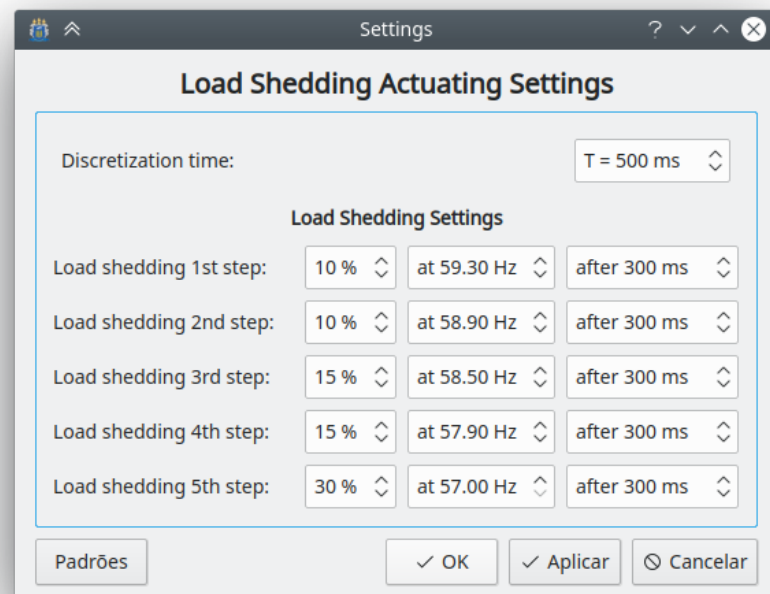 Settings
Load Shedding Actuating Settings
Discretization time: T = 500 ms
Load Shedding Settings
Load shedding 1st step: 10 % at 59.30 Hz after 300 ms
Load shedding 2nd step: 10 % at 58.90 Hz after 300 ms
Load shedding 3rd step: 15 % at 58.50 Hz after 300 ms
Load shedding 4th step: 15 % at 57.90 Hz after 300 ms
Load shedding 5th step: 30 % at 57.00 Hz after 300 ms
Padrões OK Aplicar Cancelar